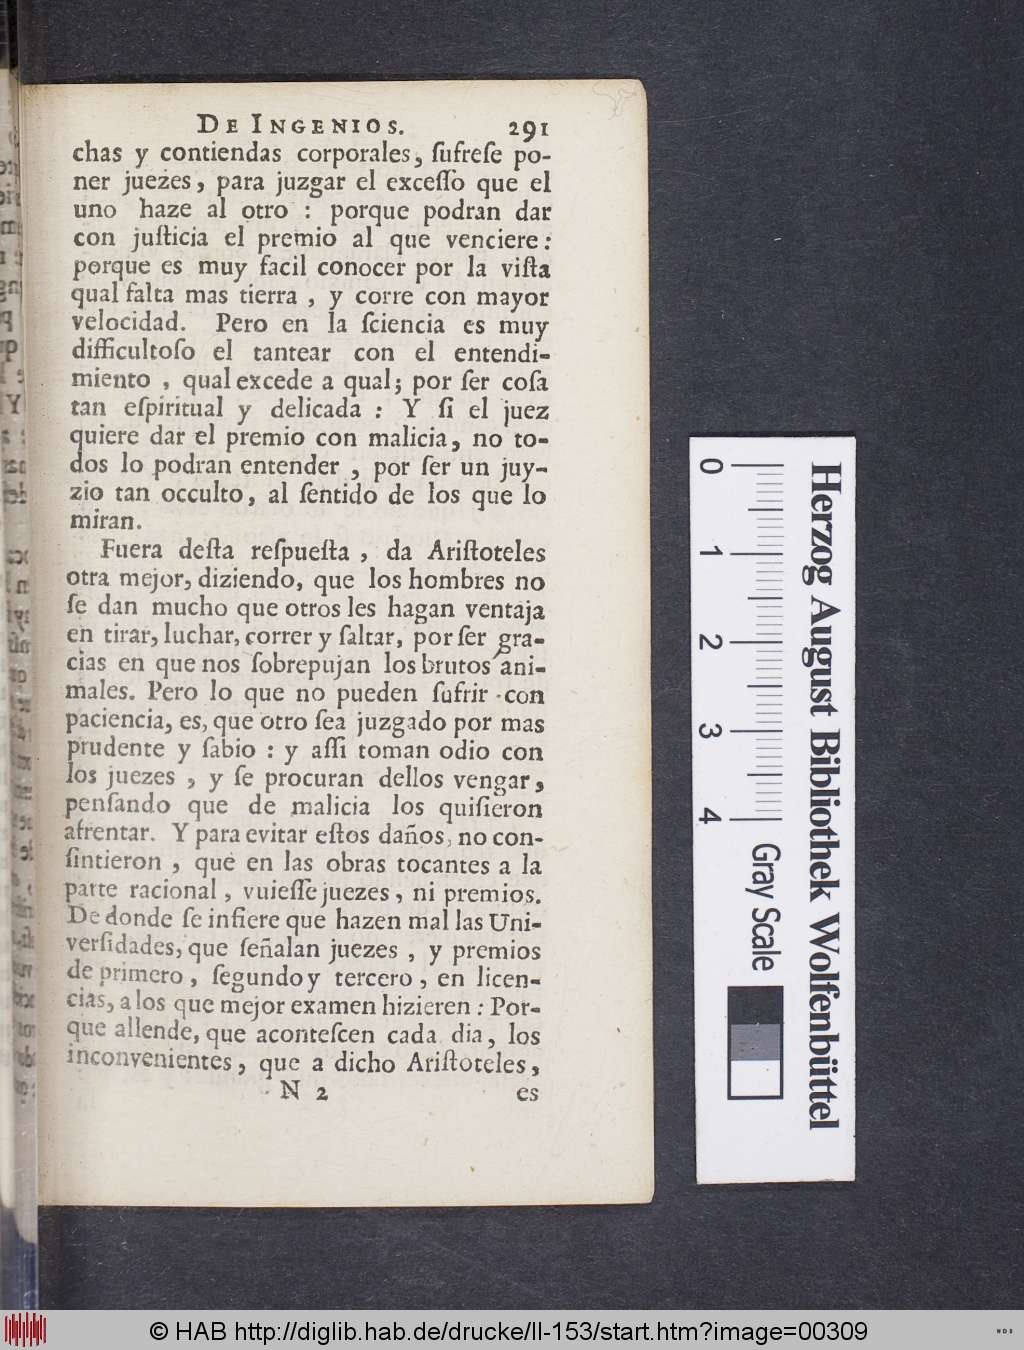 DE INGENIOS. 291
chas y contiendas corporales, ſufreſe po-
ner juezes, para juzgar el exceſſo que el
uno haze al otro : porque podran dar
con juſticia el premio al que venciere:
porque es muy facil conocer por la viſta
qual falta mas tierra , y corre con mayor
velocidad. Pero en la ſciencia es muy
difficultoſo el tantear con el entendi-
miento , qual excede a qual; por ſer coſa
tan eſpiritual y delicada : Y ſi el juez
quiere dar el premio con malicia, no to-
dos lo podran entender , por ſer un juy-
zio tan occulto, al ſentido de los que lo
miran.
Fuera deſta reſpueſta , da Ariſtoteles
otra mejor, diziendo, que los hombres no
ſe dan mucho que otros les hagan ventaja
en tirar, luchar, correr y ſaltar, por ſer gra-
cias en que nos ſobrepujan los brutos ani-
males. Pero lo que no pueden ſufrir con
paciencia, es, que otro ſea juzgado por mas
prudente y ſabio : y aſſi toman odio con
los juezes , y ſe procuran dellos vengar,
penſando que de malicia los quiſieron
afrentar. Y para evitar eſtos daños, no con-
ſintieron , que en las obras tocantes a la
parte racional , vuieſſe juezes , ni premios.
De donde ſe infiere que hazen mal las Uni-
verſidades, que ſeñalan juezes , y premios
de primero , ſegundo y tercero , en licen-
cias, a los que mejor examen hizieren : Por-
que allende, que aconteſcen cada dia, los
inconvenientes, que a dicho Ariſtoteles,
N 2 es
0 1 2 3 4
Gray Scale
Herzog August Bibliothek Wolfenbüttel
© HAB http://diglib.hab.de/drucke/ll-153/start.htm?image=00309